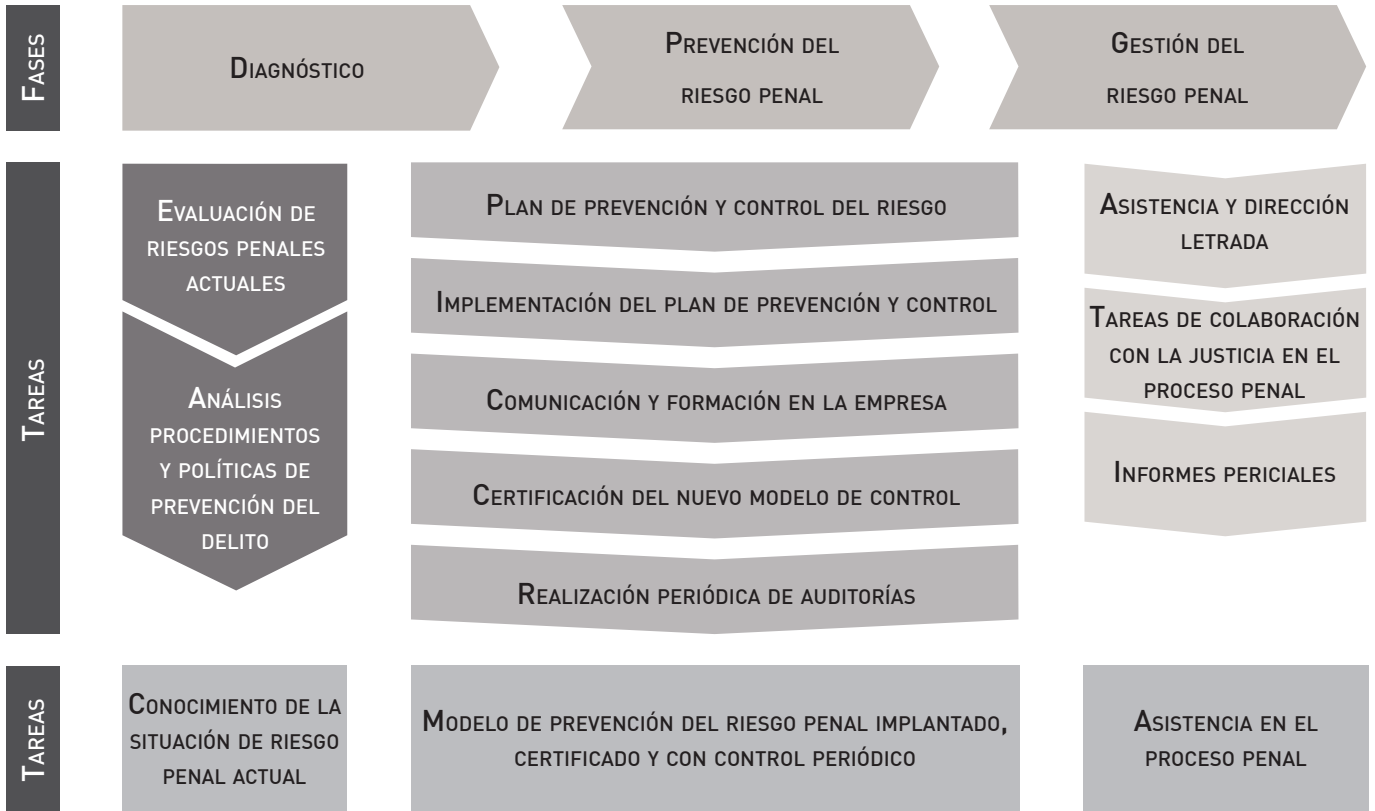 Fases
Diagnóstico
Prevención del
riesgo penal
Gestión del
riesgo penal
Tareas
Evaluación de
riesgos penales
actuales
Análisis
procedimientos
y políticas de
prevención del
delito
Plan de prevención y control del riesgo
Implementación del plan de prevención y control
Comunicación y formación en la empresa
Certificación del nuevo modelo de control
Realización periódica de auditorías
Asistencia y dirección
letrada
Tareas de colaboración
con la justicia en el
proceso penal
Informes periciales
Tareas
Conocimiento de la
situación de riesgo
penal actual
Modelo de prevención del riesgo penal implantado,
certificado y con control periódico
Asistencia en el
proceso penal